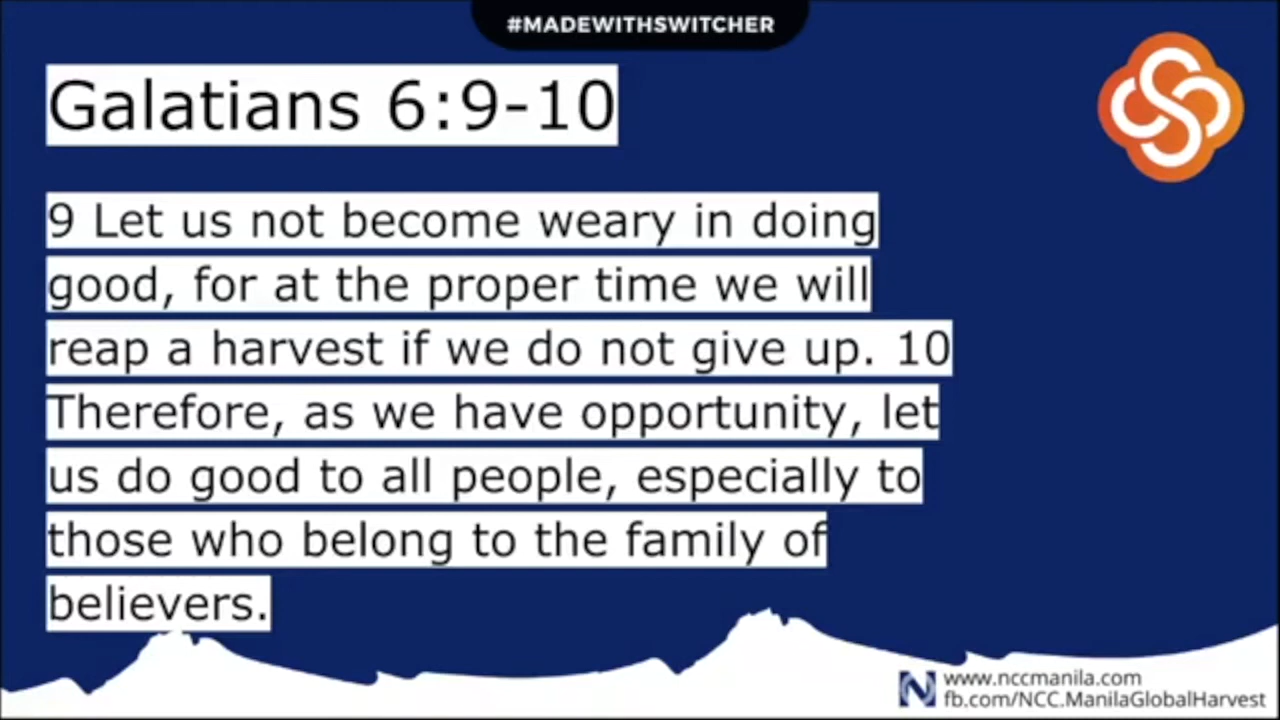 #MADEWITHSWITCHER
Galatians 6:9-10
9 Let us not become weary in doing
good, for at the proper time we will
reap a harvest if we do not give up. 10
Therefore, as we have opportunity, let
us do good to all people, especially to
those who belong to the family of
believers.
www.nccmanila.com
fb.com/NCC.ManilaGlobalHarvest